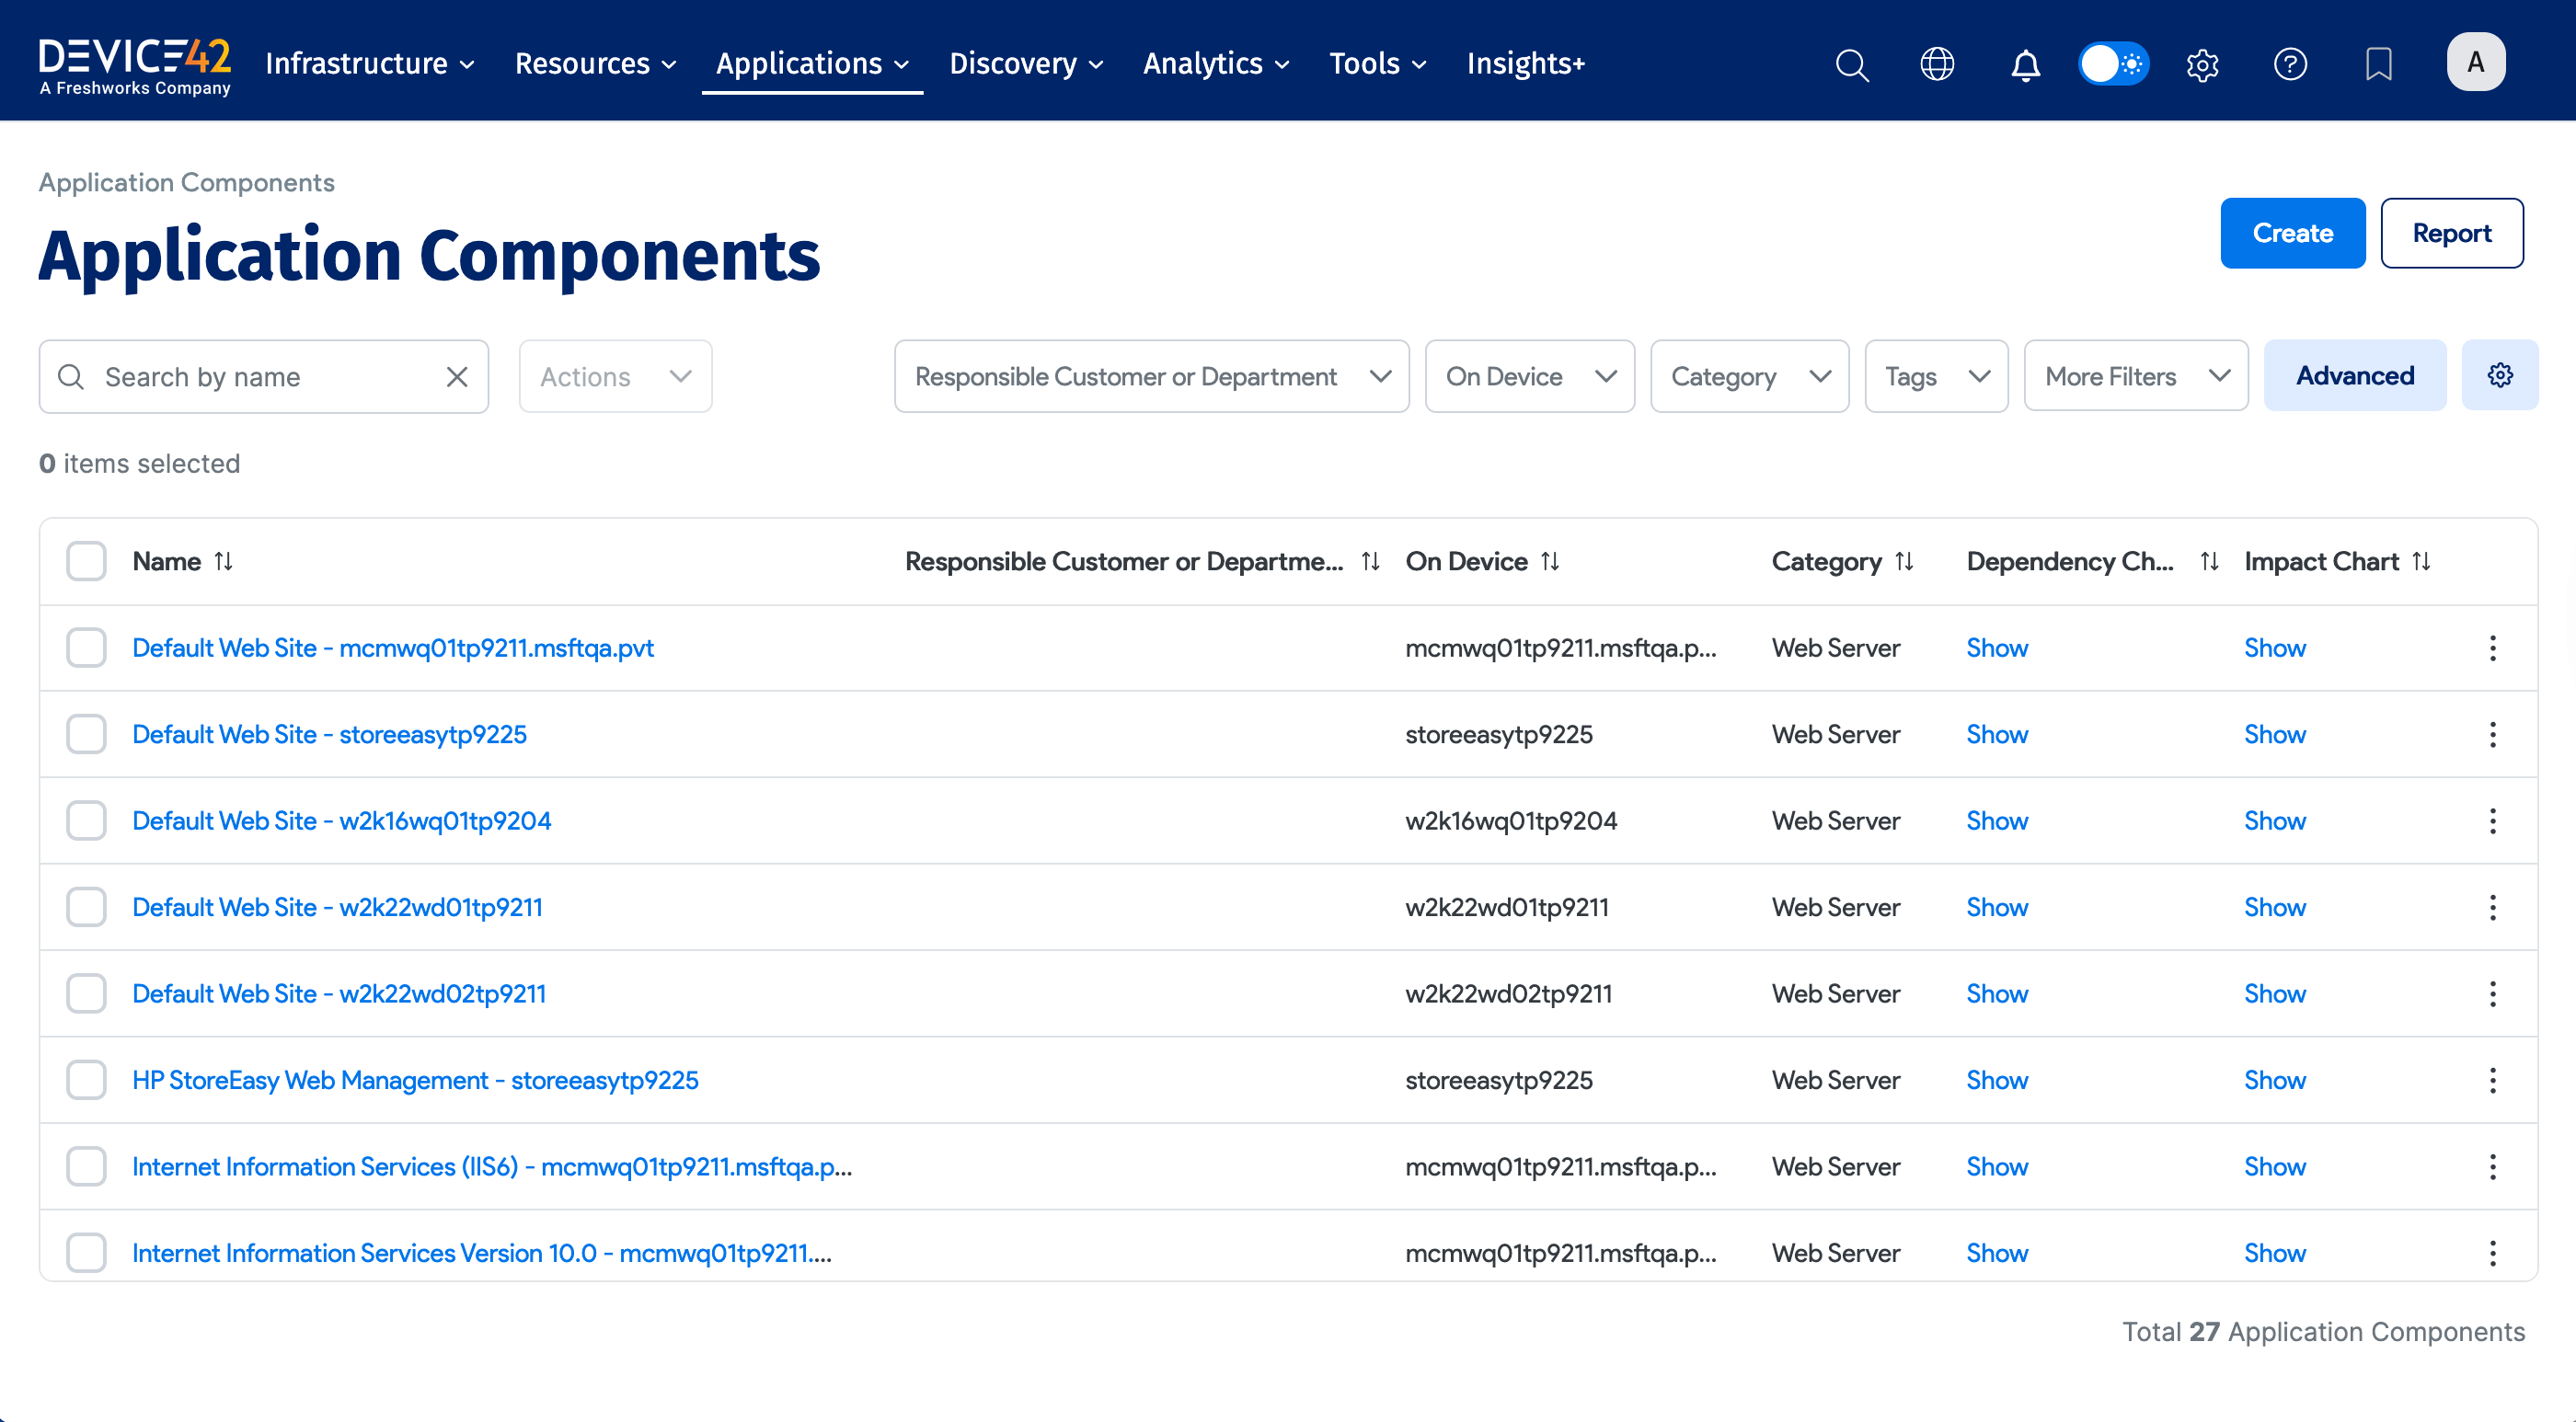 DEVICE42
A Freshworks Company
Infrastructure Resources Applications Discovery Analytics Tools Insights+
A
Application Components
Application Components
Create Report
Search by name Actions Responsible Customer or Department On Device Category Tags More Filters Advanced
0 items selected
Name Responsible Customer or Departme... On Device Category Dependency Ch... Impact Chart
Default Web Site - mcmwq01tp9211.msftqa.pvt mcmwq01tp9211.msftqa.p... Web Server Show Show
Default Web Site - storeeasytp9225 storeeasytp9225 Web Server Show Show
Default Web Site - w2k16wq01tp9204 w2k16wq01tp9204 Web Server Show Show
Default Web Site - w2k22wd01tp9211 w2k22wd01tp9211 Web Server Show Show
Default Web Site - w2k22wd02tp9211 w2k22wd02tp9211 Web Server Show Show
HP StoreEasy Web Management - storeeasytp9225 storeeasytp9225 Web Server Show Show
Internet Information Services (IIS6) - mcmwq01tp9211.msftqa.p... mcmwq01tp9211.msftqa.p... Web Server Show Show
Internet Information Services Version 10.0 - mcmwq01tp9211.... mcmwq01tp9211.msftqa.p... Web Server Show Show
Total 27 Application Components